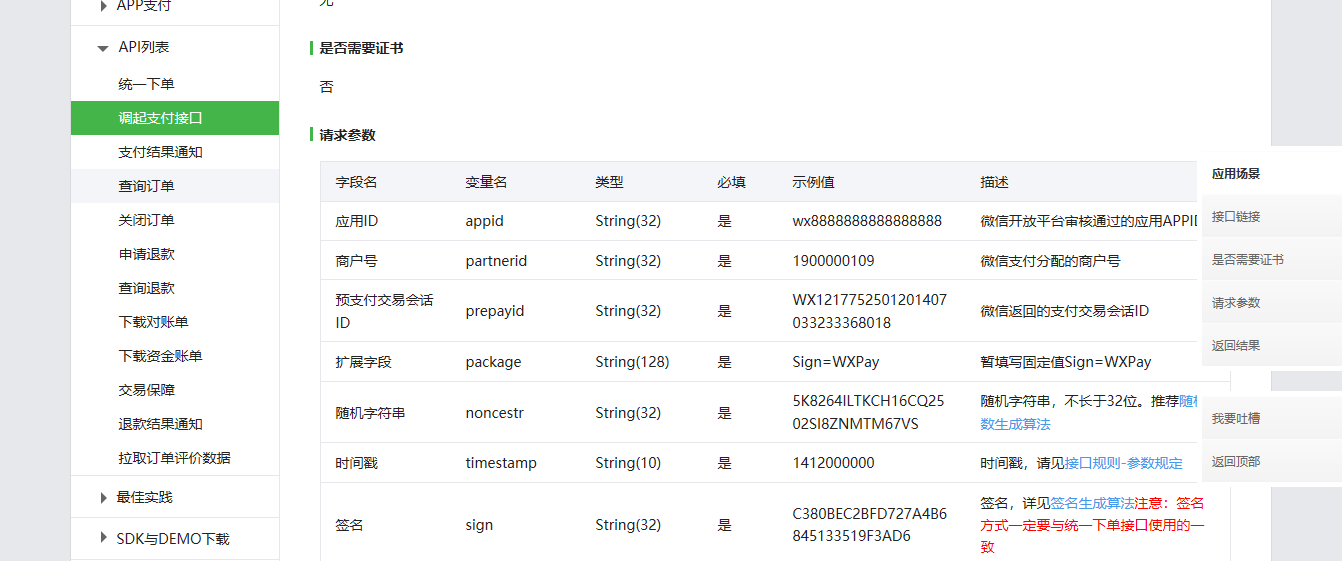 APP支付
API列表
统一下单
调起支付接口
支付结果通知
查询订单
关闭订单
申请退款
查询退款
下载对账单
下载资金账单
交易保障
退款结果通知
拉取订单评价数据
最佳实践
SDK与DEMO下载
无
是否需要证书
否
请求参数
字段名 变量名 类型 必填 示例值 描述
应用ID appid String(32) 是 wx8888888888888888 微信开放平台审核通过的应用APPID
商户号 partnerid String(32) 是 1900000109 微信支付分配的商户号
预支付交易会话
ID
prepayid String(32) 是
WX1217752501201407
033233368018
微信返回的支付交易会话ID
扩展字段 package String(128) 是 Sign=WXPay 暂填写固定值Sign=WXPay
随机字符串 noncestr String(32) 是
5K8264ILTKCH16CQ25
02SI8ZNMTM67VS
随机字符串，不长于32位。推荐随机
数生成算法
时间戳 timestamp String(10) 是 1412000000 时间戳，请见接口规则-参数规定
签名 sign String(32) 是
C380BEC2BFD727A4B6
845133519F3AD6
签名，详见签名生成算法注意：签名
方式一定要与统一下单接口使用的一
致
应用场景
接口链接
是否需要证书
请求参数
返回结果
我要吐槽
返回顶部